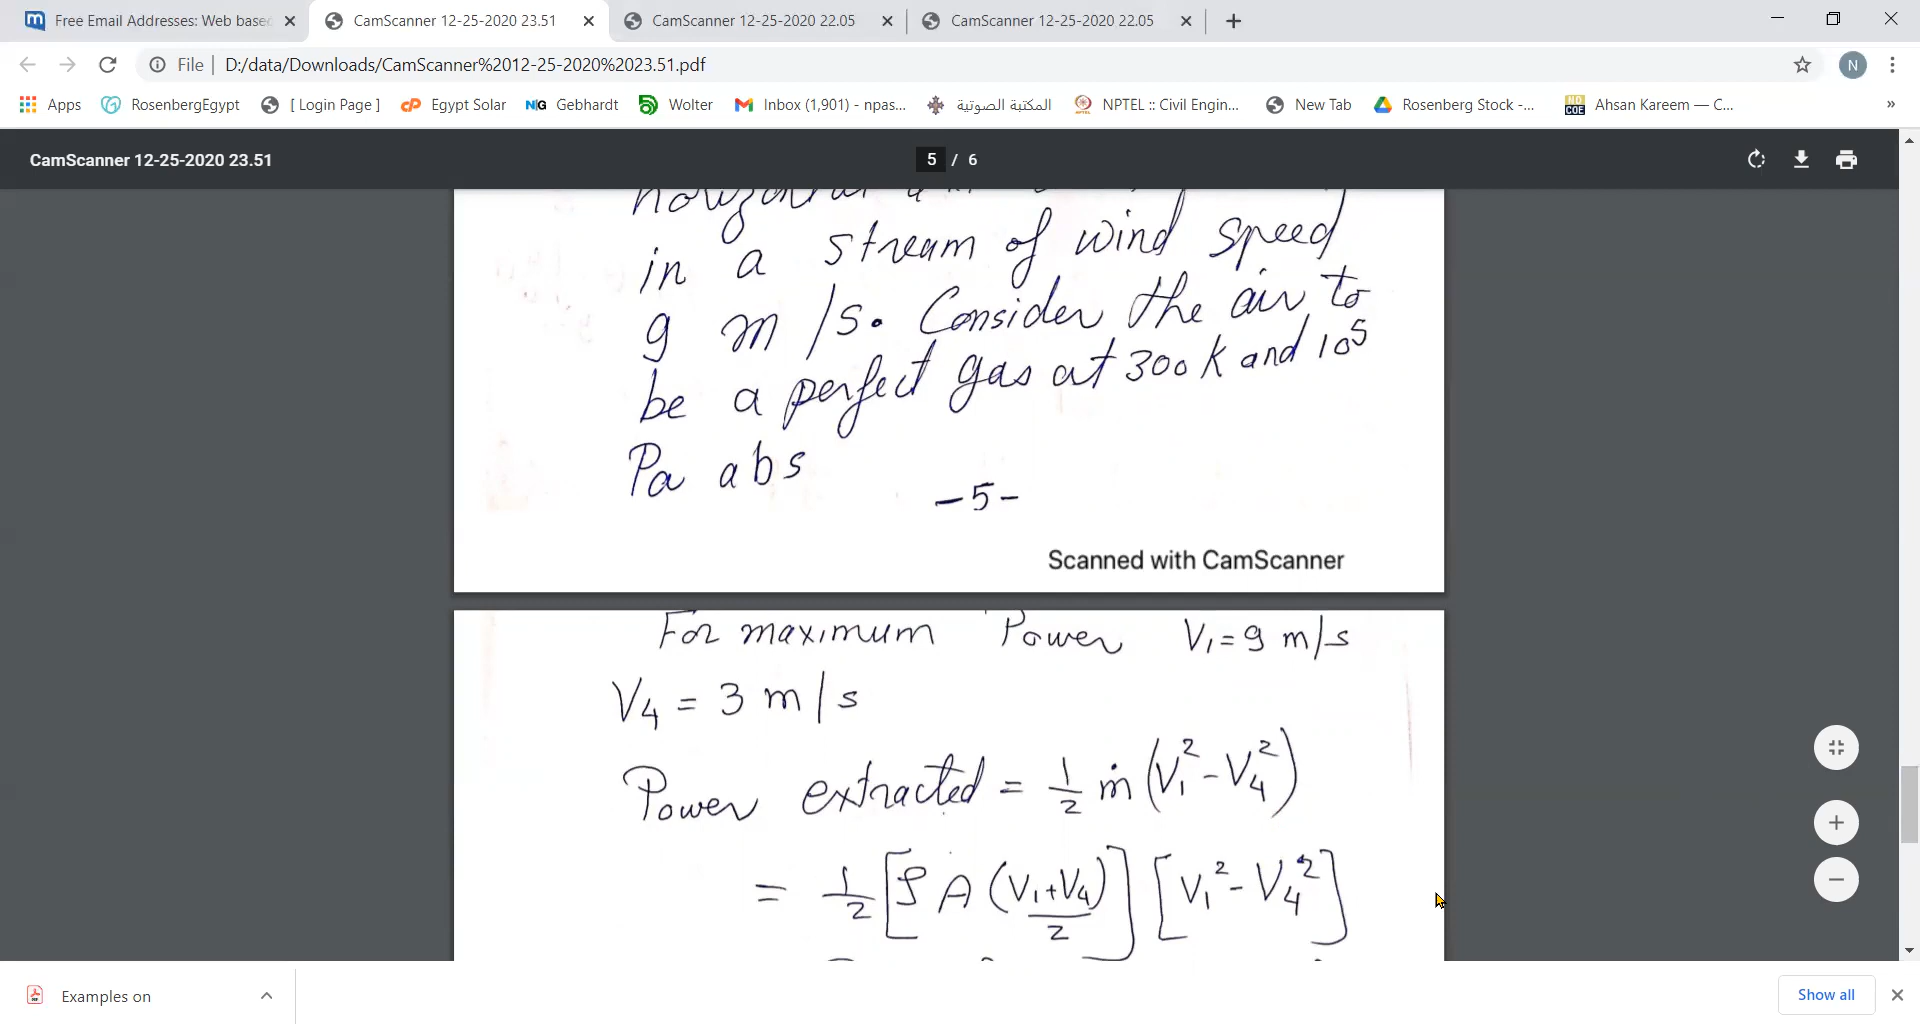 Free Email Addresses: Web base
CamScanner 12-25-2020 23.51
CamScanner 12-25-2020 22.05
CamScanner 12-25-2020 22.05
File | D:/data/Downloads/CamScanner%2012-25-2020%2023.51.pdf
N
Apps
RosenbergEgypt
[ Login Page ]
Egypt Solar
Gebhardt
Wolter
Inbox (1,901) - npas...
المكتبة الصوتية
NPTEL :: Civil Engin...
New Tab
Rosenberg Stock -...
Ahsan Kareem — C...
»
CamScanner 12-25-2020 23.51
5 / 6
horizontal
in a stream of wind speed
9 m/s. Consider the air to
be a perfect gas at 300 K and 10⁵
Pa abs
-5-
Scanned with CamScanner
For maximum Power V₁ = 9 m/s
V₄ = 3 m/s
Power extracted = 1/2 ṁ (V₁² - V₄²)
= 1/2 [ρ A (V₁+V₄)/2] [V₁² - V₄²]
Examples on
Show all